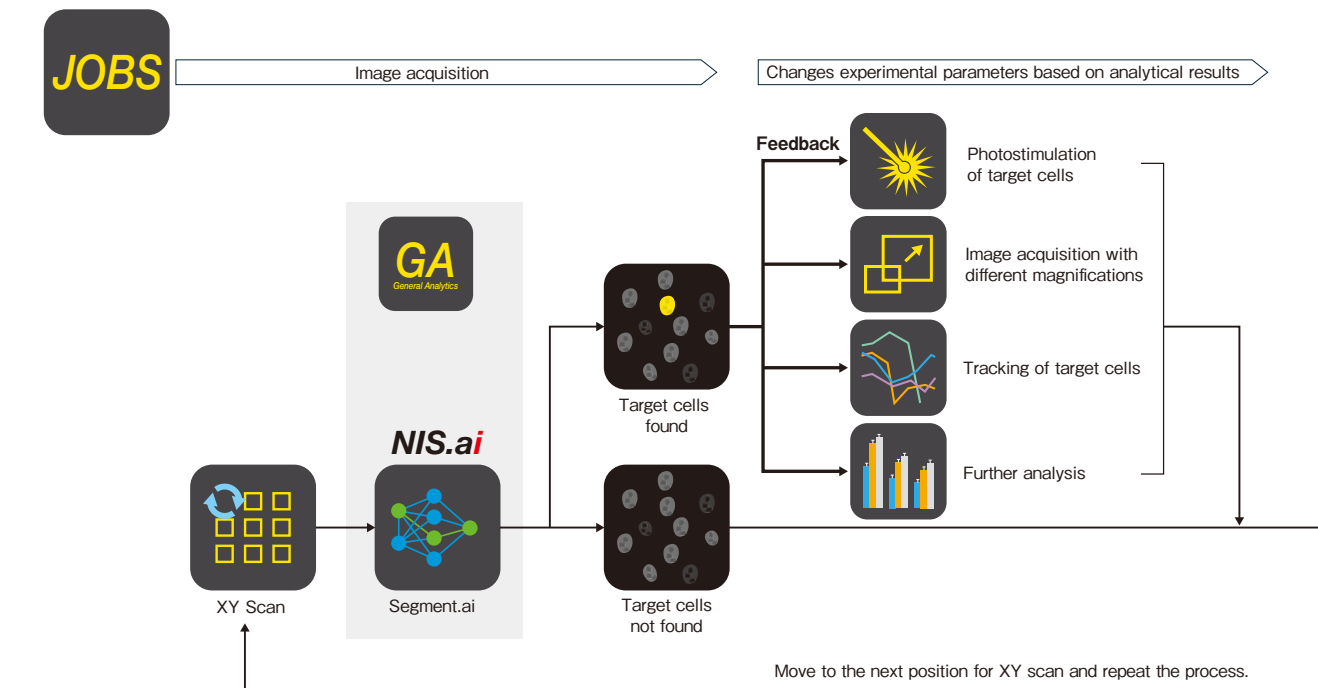 JOBS
Image acquisition
Changes experimental parameters based on analytical results
Feedback
Photostimulation
of target cells
GA
General Analytics
Image acquisition with
different magnifications
Tracking of target cells
Target cells
found
NIS.ai
Further analysis
XY Scan
Segment.ai
Target cells
not found
Move to the next position for XY scan and repeat the process.